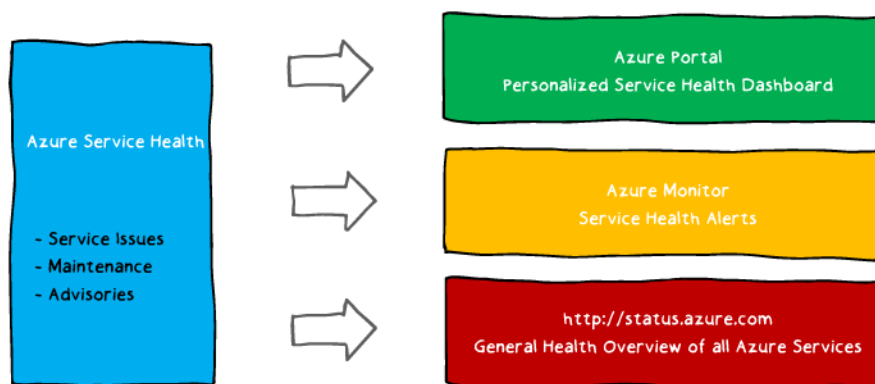 Azure Service Health
- Service Issues
- Maintenance
- Advisories
Azure Portal
Personalized Service Health Dashboard
Azure Monitor
Service Health Alerts
http://status.azure.com
General Health Overview of all Azure Services